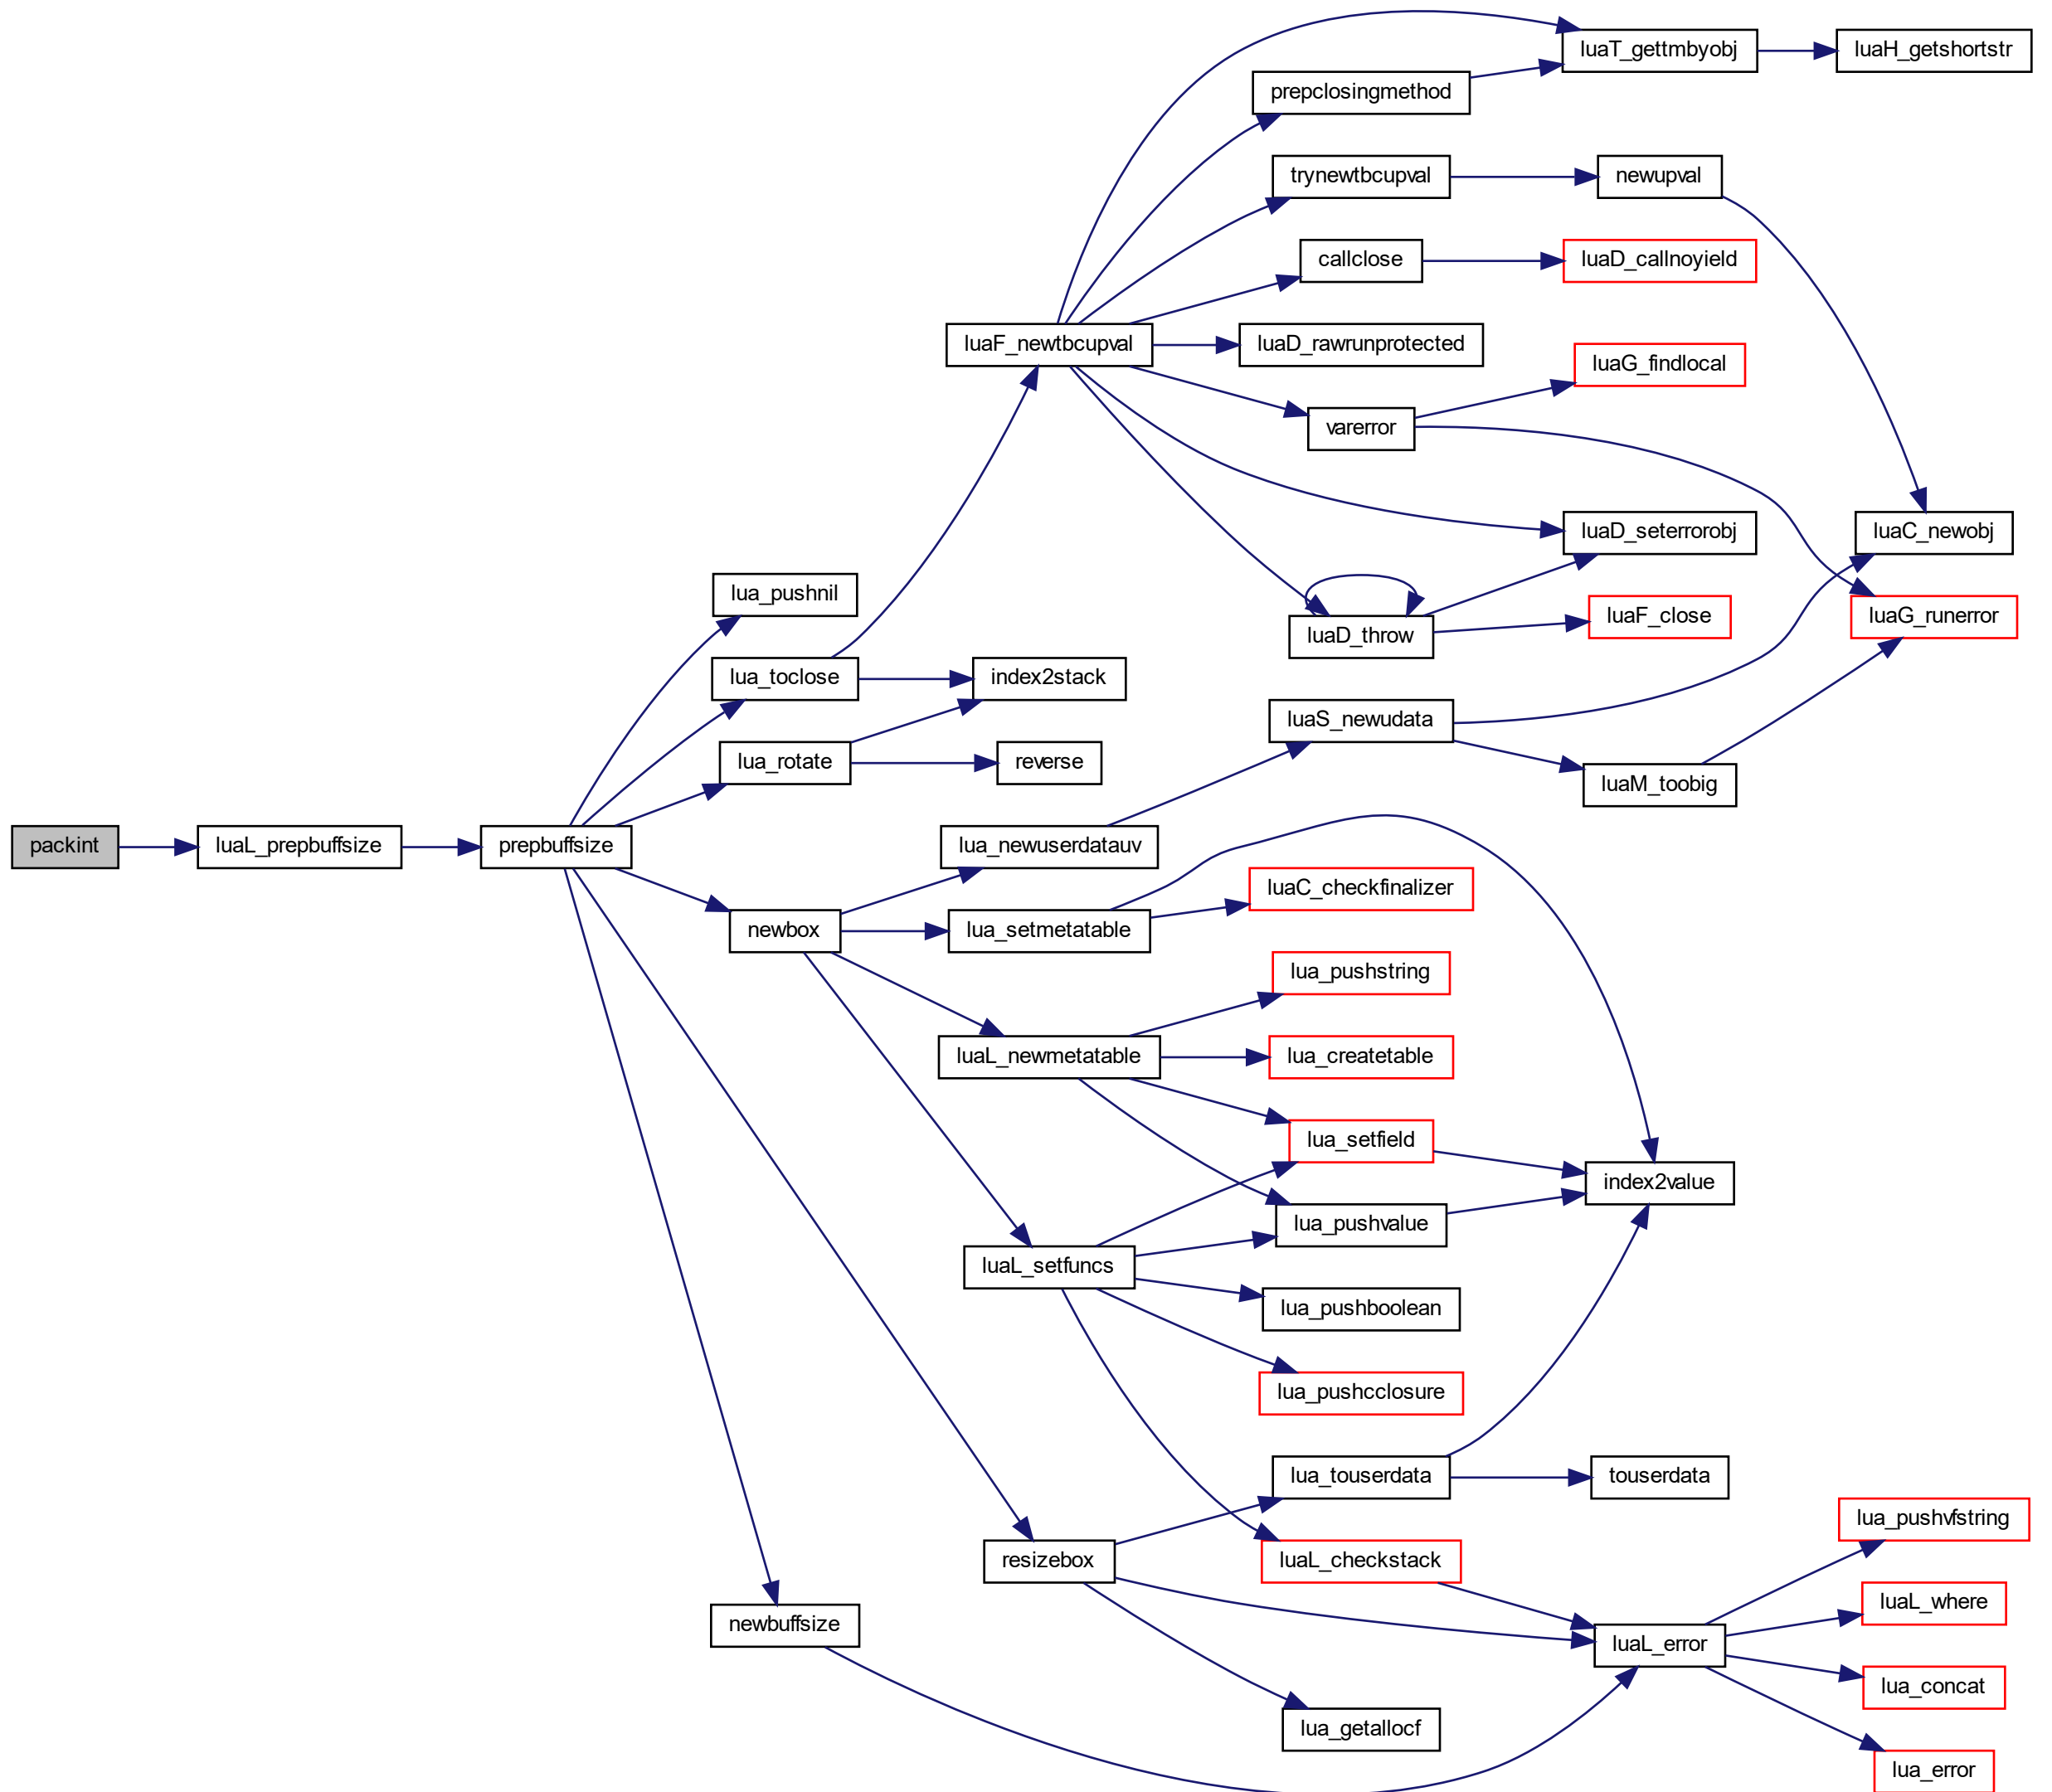 luaT_gettmbyobj
luaH_getshortstr
prepclosingmethod
trynewtbcupval
newupval
callclose
luaD_callnoyield
luaF_newtbcupval
luaD_rawrunprotected
luaG_findlocal
varerror
luaD_seterrorobj
luaC_newobj
lua_pushnil
luaD_throw
luaF_close
luaG_runerror
lua_toclose
index2stack
luaS_newudata
lua_rotate
reverse
luaM_toobig
packint
luaL_prepbuffsize
prepbuffsize
lua_newuserdatauv
luaC_checkfinalizer
newbox
lua_setmetatable
lua_pushstring
luaL_newmetatable
lua_createtable
lua_setfield
index2value
lua_pushvalue
luaL_setfuncs
lua_pushboolean
lua_pushcclosure
lua_touserdata
touserdata
lua_pushvfstring
resizebox
luaL_checkstack
luaL_where
newbuffsize
luaL_error
lua_concat
lua_getallocf
lua_error